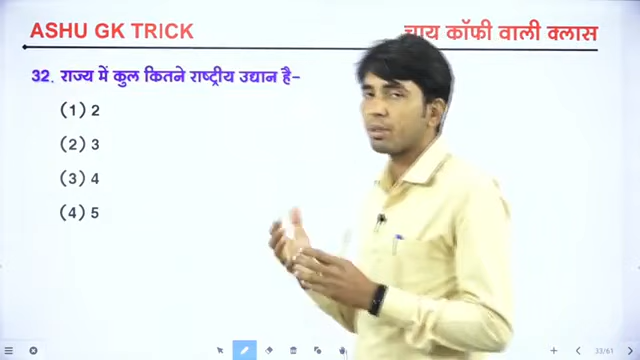 ASHU GK TRICK
चाय कॉफी वाली क्लास
32. राज्य में कुल कितने राष्ट्रीय उद्यान है-
(1) 2
(2) 3
(3) 4
(4) 5
33/61